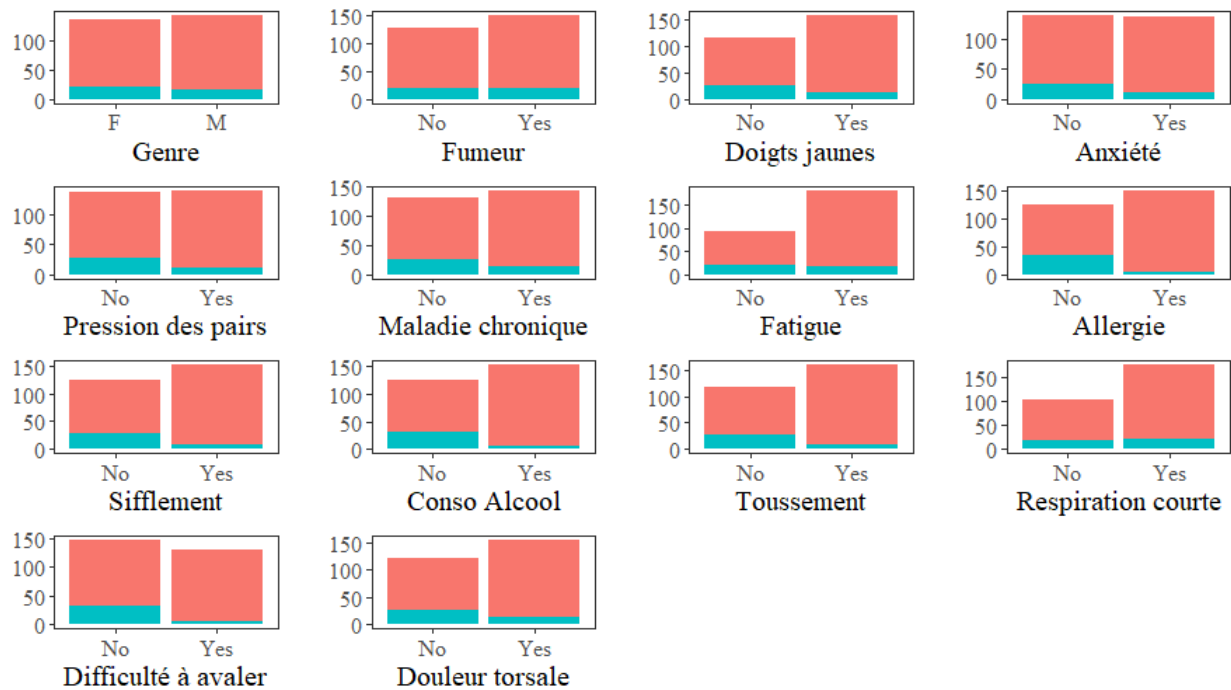 100
50
0
F M
Genre
150
100
50
0
No Yes
Fumeur
150
100
50
0
No Yes
Doigts jaunes
100
50
0
No Yes
Anxiété
100
50
0
No Yes
Pression des pairs
150
100
50
0
No Yes
Maladie chronique
150
100
50
0
No Yes
Fatigue
150
100
50
0
No Yes
Allergie
150
100
50
0
No Yes
Sifflement
150
100
50
0
No Yes
Conso Alcool
150
100
50
0
No Yes
Toussement
150
100
50
0
No Yes
Respiration courte
150
100
50
0
No Yes
Difficulté à avaler
150
100
50
0
No Yes
Douleur torsale